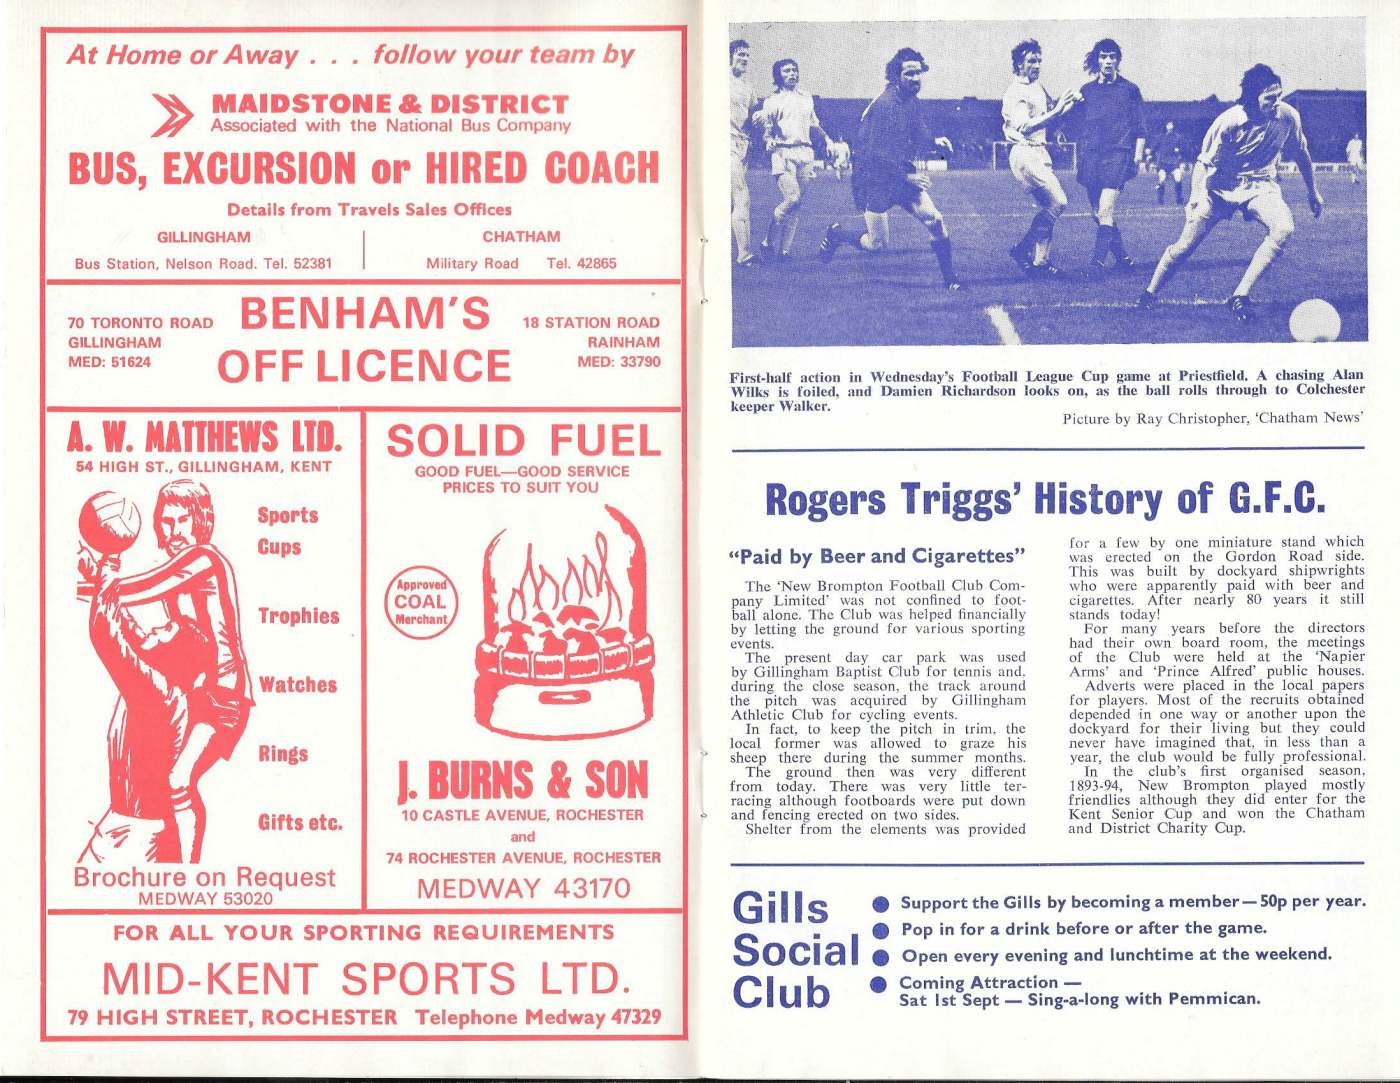 At Home or Away . . . follow your team by
MAIDSTONE & DISTRICT
Associated with the National Bus Company
BUS, EXCURSION or HIRED COACH
Details from Travels Sales Offices
GILLINGHAM
Bus Station, Nelson Road. Tel. 52381
CHATHAM
Military Road Tel. 42865
70 TORONTO ROAD
GILLINGHAM
MED: 51624
BENHAM'S
OFF LICENCE
18 STATION ROAD
RAINHAM
MED: 33790
A. W. MATTHEWS LTD.
54 HIGH ST., GILLINGHAM, KENT
Sports
Cups
Trophies
Watches
Rings
Gifts etc.
Brochure on Request
MEDWAY 53020
SOLID FUEL
GOOD FUEL—GOOD SERVICE
PRICES TO SUIT YOU
Approved
COAL
Merchant
J. BURNS & SON
10 CASTLE AVENUE, ROCHESTER
and
74 ROCHESTER AVENUE, ROCHESTER
MEDWAY 43170
FOR ALL YOUR SPORTING REQUIREMENTS
MID-KENT SPORTS LTD.
79 HIGH STREET, ROCHESTER Telephone Medway 47329
First-half action in Wednesday's Football League Cup game at Priestfield. A chasing Alan
Wilks is foiled, and Damien Richardson looks on, as the ball rolls through to Colchester
keeper Walker.
Picture by Ray Christopher, 'Chatham News'
Rogers Triggs' History of G.F.C.
"Paid by Beer and Cigarettes"
The 'New Brompton Football Club Com-
pany Limited' was not confined to foot-
ball alone. The Club was helped financially
by letting the ground for various sporting
events.
The present day car park was used
by Gillingham Baptist Club for tennis and,
during the close season, the track around
the pitch was acquired by Gillingham
Athletic Club for cycling events.
In fact, to keep the pitch in trim, the
local former was allowed to graze his
sheep there during the summer months.
The ground then was very different
from today. There was very little ter-
racing although footboards were put down
and fencing erected on two sides.
Shelter from the elements was provided
for a few by one miniature stand which
was erected on the Gordon Road side.
This was built by dockyard shipwrights
who were apparently paid with beer and
cigarettes. After nearly 80 years it still
stands today!
For many years before the directors
had their own board room, the meetings
of the Club were held at the 'Napier
Arms' and 'Prince Alfred' public houses.
Adverts were placed in the local papers
for players. Most of the recruits obtained
depended in one way or another upon the
dockyard for their living but they could
never have imagined that, in less than a
year, the club would be fully professional.
In the club's first organised season,
1893-94, New Brompton played mostly
friendlies although they did enter for the
Kent Senior Cup and won the Chatham
and District Charity Cup.
Gills
Social
Club
● Support the Gills by becoming a member — 50p per year.
● Pop in for a drink before or after the game.
● Open every evening and lunchtime at the weekend.
● Coming Attraction —
Sat 1st Sept — Sing-a-long with Pemmican.